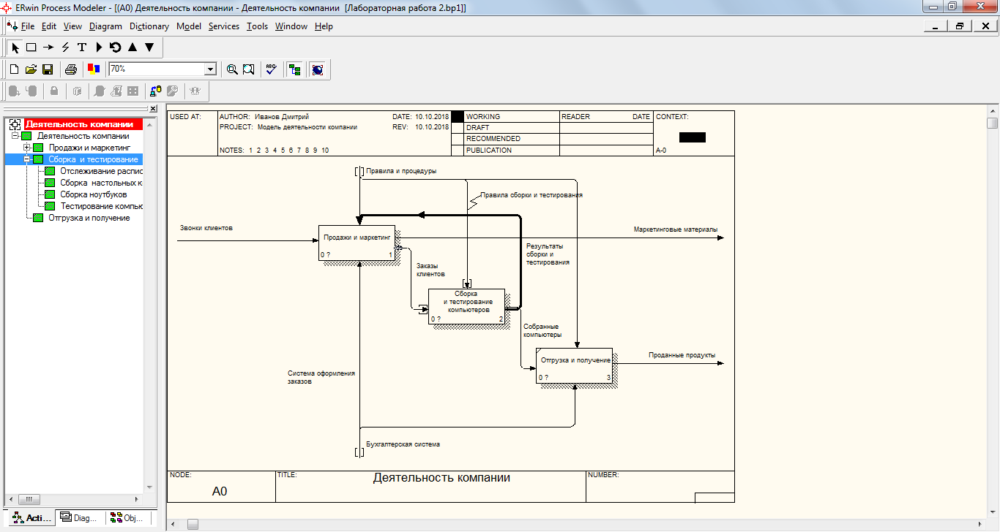 ERwin Process Modeler - [(A0) Деятельность компании - Деятельность компании [Лабораторная работа 2.bp1]]
File Edit View Diagram Dictionary Model Services Tools Window Help
70%
ABC
Деятельность компании
Деятельность компании
Продажи и маркетинг
Сборка и тестирование
Отслеживание распис
Сборка настольных к
Сборка ноутбуков
Тестирование компью
Отгрузка и получение
Acti... Diag... Obj...
USED AT:
AUTHOR: Иванов Дмитрий
DATE: 10.10.2018
PROJECT: Модель деятельности компании
REV: 10.10.2018
NOTES: 1 2 3 4 5 6 7 8 9 10
WORKING
DRAFT
RECOMMENDED
PUBLICATION
READER DATE
CONTEXT:
A-0
Правила и процедуры
Правила сборки и тестирования
Звонки клиентов
Маркетинговые материалы
Продажи и маркетинг
0 ? 1
Результаты
сборки и
тестирования
Заказы
клиентов
Сборка
и тестирование
компьютеров
0 ? 2
Собранные
компьютеры
Отгрузка и получение
0 ? 3
Проданные продукты
Система оформления
заказов
Бухгалтерская система
NODE:
A0
TITLE:
Деятельность компании
NUMBER: